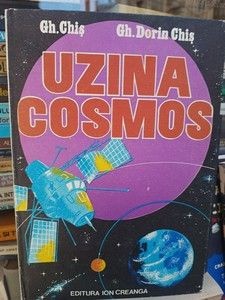 Gh. Chiş Gh. Dorin Chiş
UZINA
COSMOS
EDITURA ION CREANGA